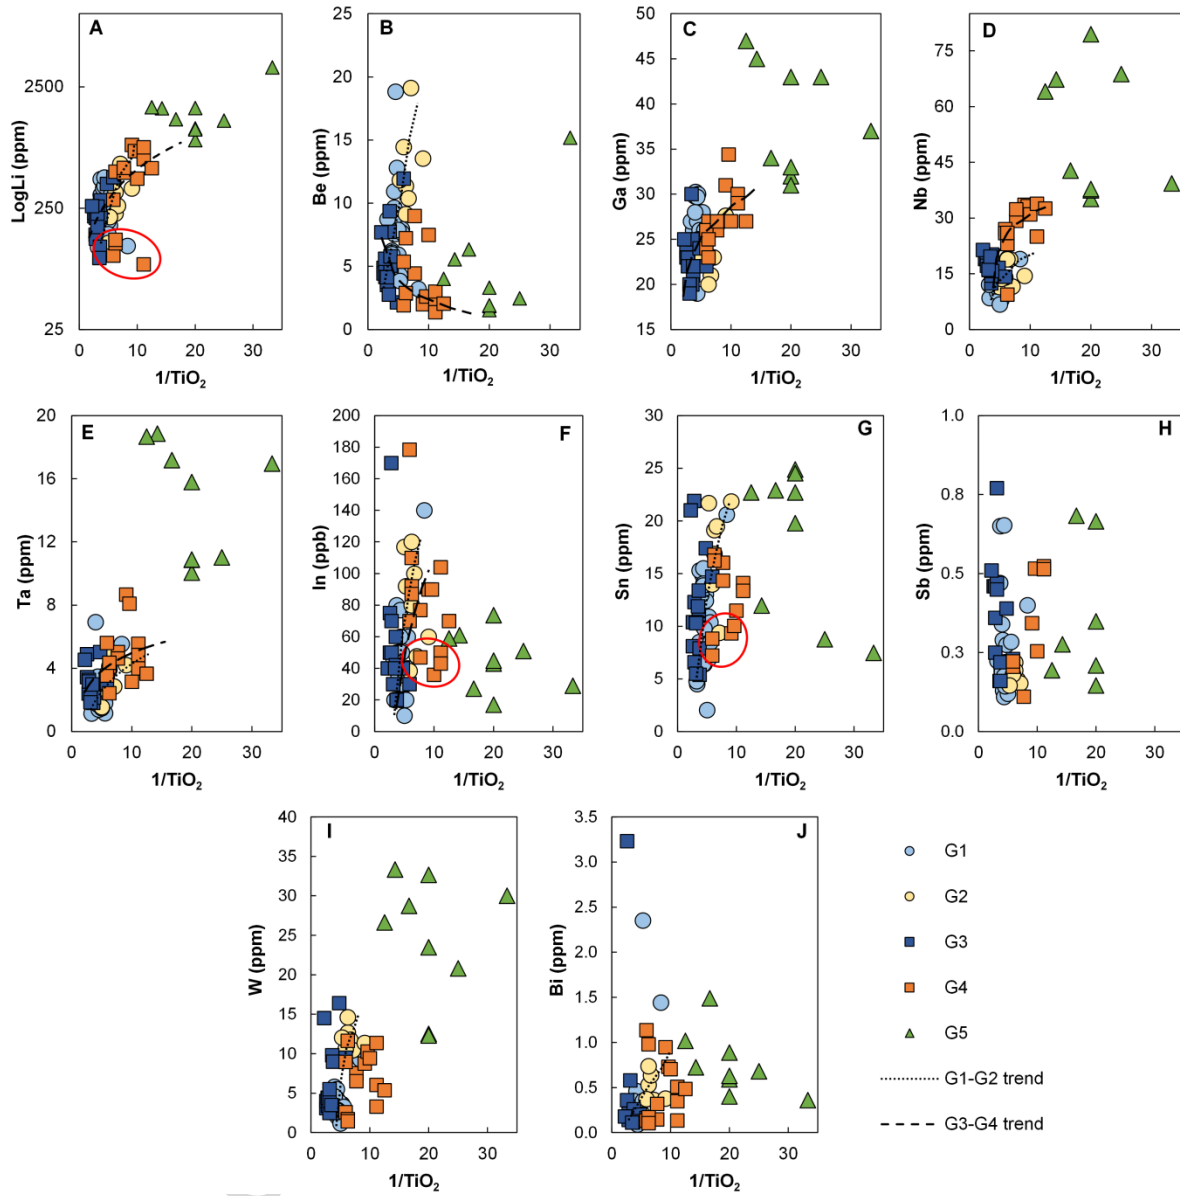 A
LogLi (ppm)
2500
250
25
0 10 20 30
1/TiO₂
B
Be (ppm)
25
20
15
10
5
0
0 10 20 30
1/TiO₂
C
Ga (ppm)
50
45
40
35
30
25
20
15
0 10 20 30
1/TiO₂
D
Nb (ppm)
75
60
45
30
15
0
0 10 20 30
1/TiO₂
E
Ta (ppm)
20
16
12
8
4
0
0 10 20 30
1/TiO₂
F
In (ppb)
200
180
160
140
120
100
80
60
40
20
0
0 10 20 30
1/TiO₂
G
Sn (ppm)
30
25
20
15
10
5
0
0 10 20 30
1/TiO₂
H
Sb (ppm)
1.0
0.8
0.5
0.3
0.0
0 10 20 30
1/TiO₂
I
W (ppm)
40
35
30
25
20
15
10
5
0
0 10 20 30
1/TiO₂
J
Bi (ppm)
3.5
3.0
2.5
2.0
1.5
1.0
0.5
0.0
0 10 20 30
1/TiO₂
G1
G2
G3
G4
G5
G1-G2 trend
G3-G4 trend